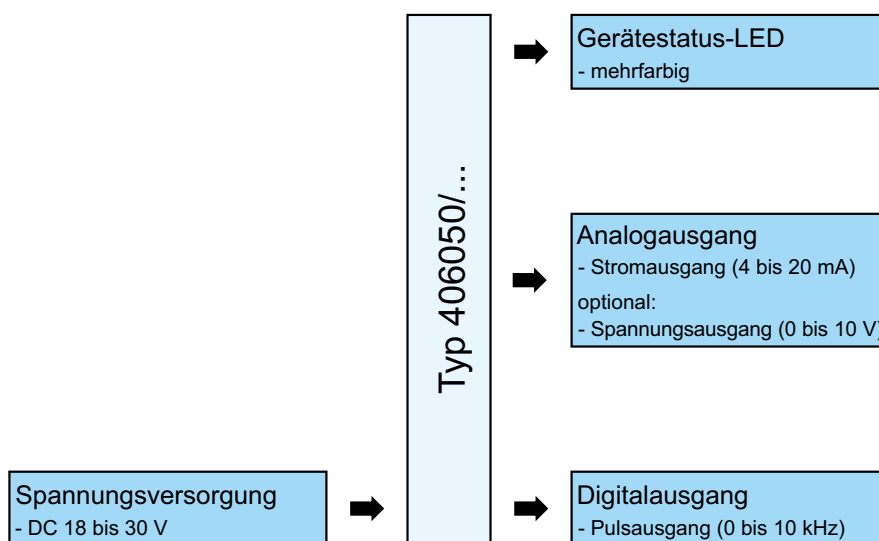 Gerätestatus-LED
- mehrfarbig
Typ 406050/...
Analogausgang
- Stromausgang (4 bis 20 mA)
optional:
- Spannungsausgang (0 bis 10 V)
Spannungsversorgung
- DC 18 bis 30 V
Digitalausgang
- Pulsausgang (0 bis 10 kHz)